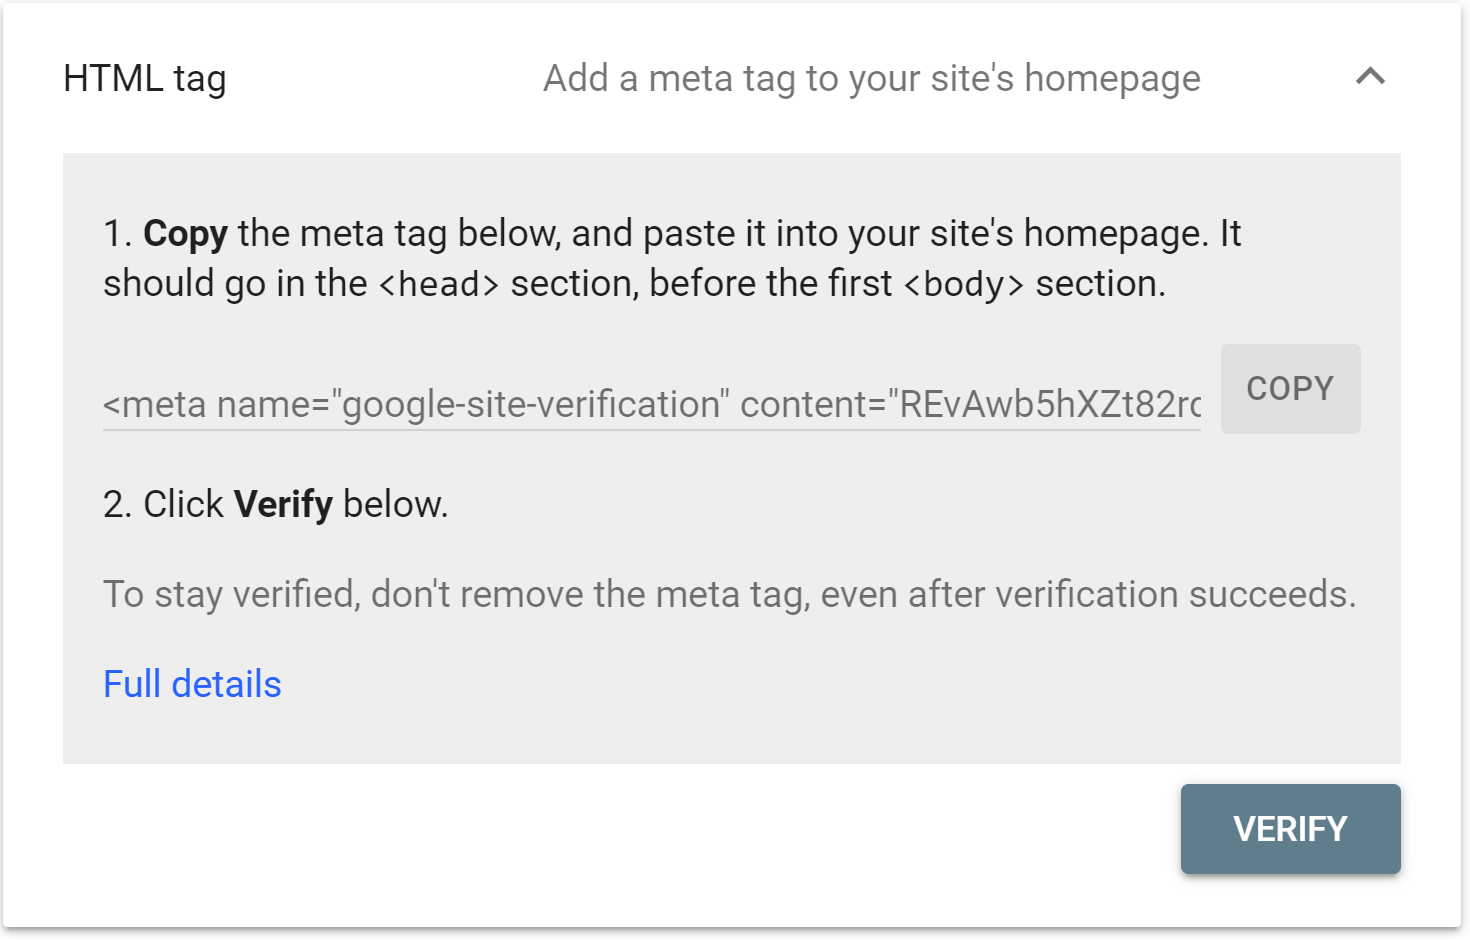 HTML tag
Add a meta tag to your site's homepage
1. Copy the meta tag below, and paste it into your site's homepage. It
should go in the <head> section, before the first <body> section.
<meta name="google-site-verification" content="REvAwb5hXZt82r
COPY
2. Click Verify below.
To stay verified, don't remove the meta tag, even after verification succeeds.
Full details
VERIFY